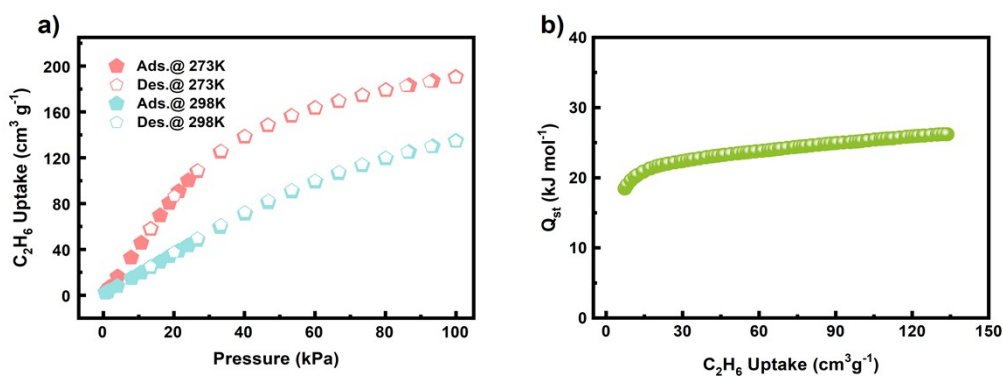 a)
C₂H₆ Uptake (cm³ g⁻¹)
200
160
120
80
40
0
Ads.@ 273K
Des.@ 273K
Ads.@ 298K
Des.@ 298K
0 20 40 60 80 100
Pressure (kPa)
b)
Qst (kJ mol⁻¹)
40
30
20
10
0
0 30 60 90 120 150
C₂H₆ Uptake (cm³g⁻¹)